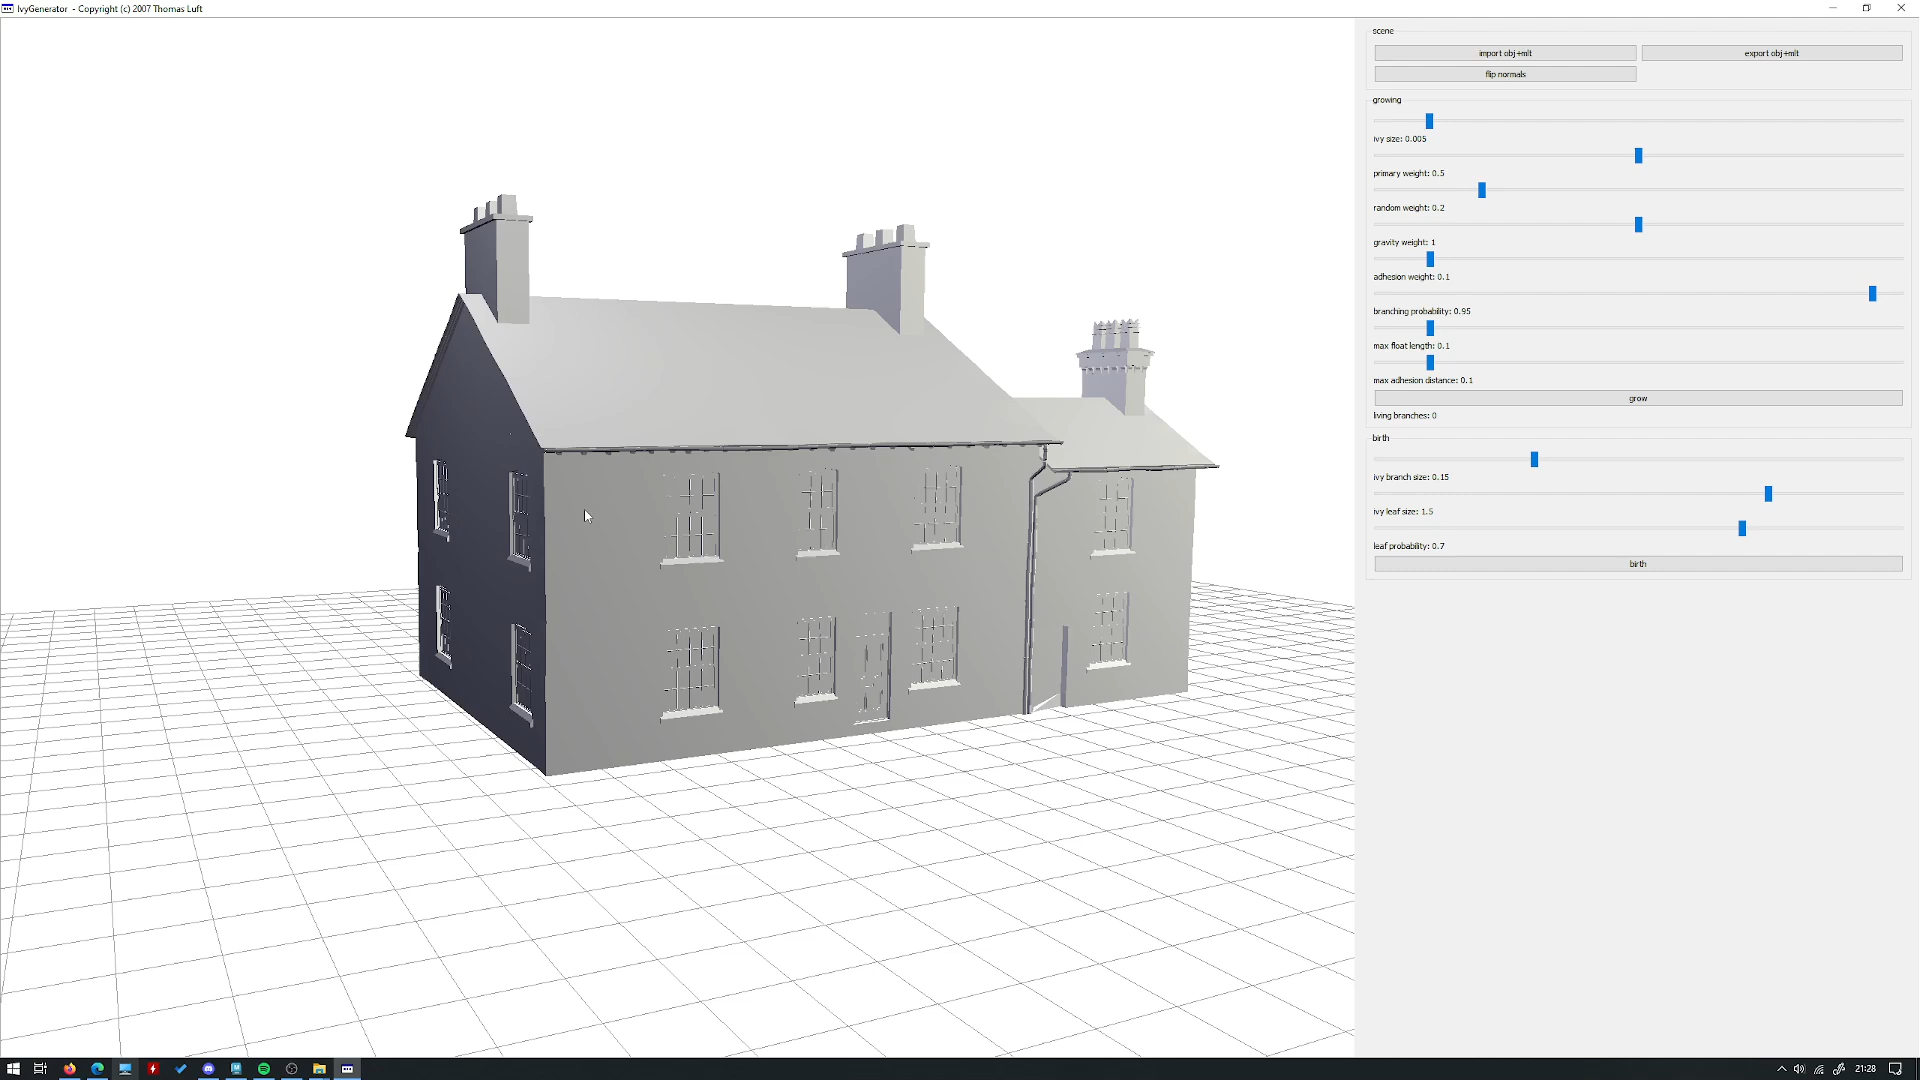 IvyGenerator - Copyright (c) 2007 Thomas Luft
scene
import obj+mlt
export obj+mlt
flip normals
growing
ivy size: 0.005
primary weight: 0.5
random weight: 0.2
gravity weight: 1
adhesion weight: 0.1
branching probability: 0.95
max float length: 0.1
max adhesion distance: 0.1
grow
living branches: 0
birth
ivy branch size: 0.15
ivy leaf size: 1.5
leaf probability: 0.7
birth
21:28